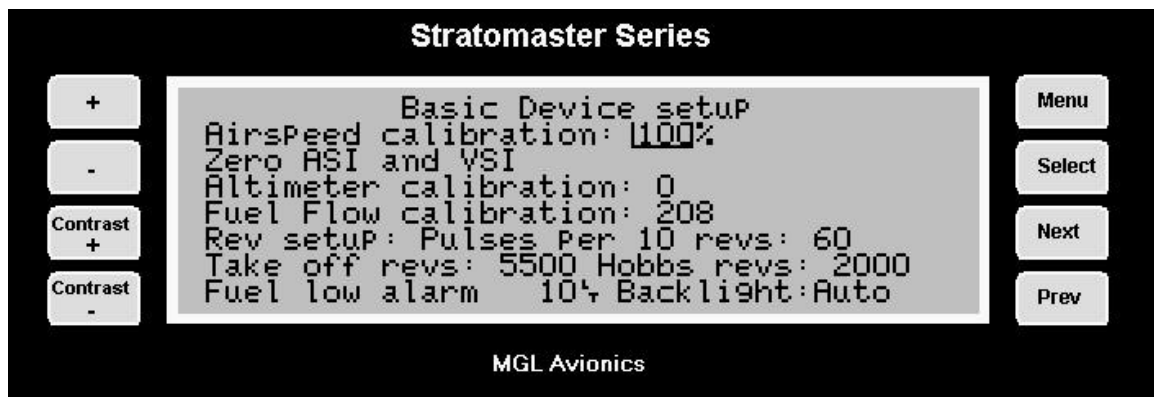 Stratomaster Series
+
-
Contrast
+
Contrast
-
Basic Device setup
Airspeed calibration: 100%
Zero ASI and VSI
Altimeter calibration: 0
Fuel Flow calibration: 208
Rev setup: Pulses Per 10 revs: 60
Take off revs: 5500 Hobbs revs: 2000
Fuel low alarm 10 Backlight:Auto
Menu
Select
Next
Prev
MGL Avionics